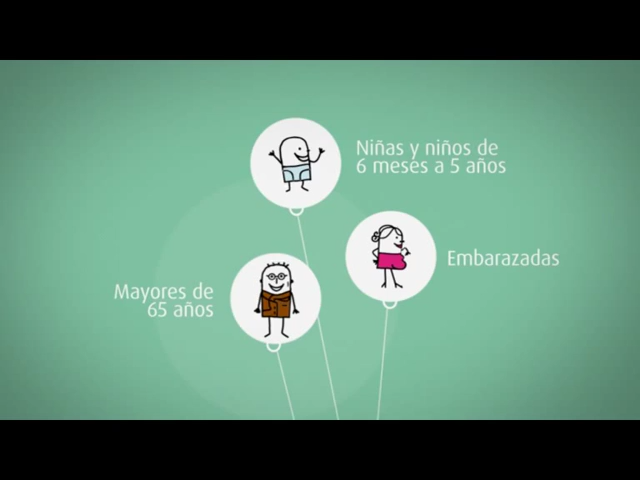 Niñas y niños de
6 meses a 5 años
Embarazadas
Mayores de
65 años